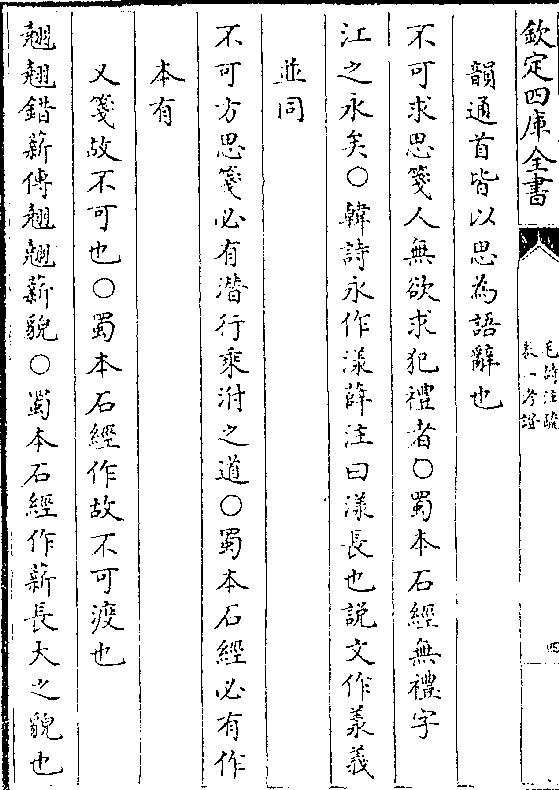 欽定四庫全書
毛詩注疏
卷一考證
四
韻通首皆以思為語辭也
不可求思箋人無欲求犯禮者○蜀本石經無禮字
江之永矣○韓詩永作漾薛注曰漾長也説文作羕義
並同
不可方思箋必有潛行乘泭之道○蜀本石經必有作
本有
又箋故不可也○蜀本石經作故不可渡也
翹翹錯薪傳翹翹薪貌○蜀本石經作薪長大之貌也